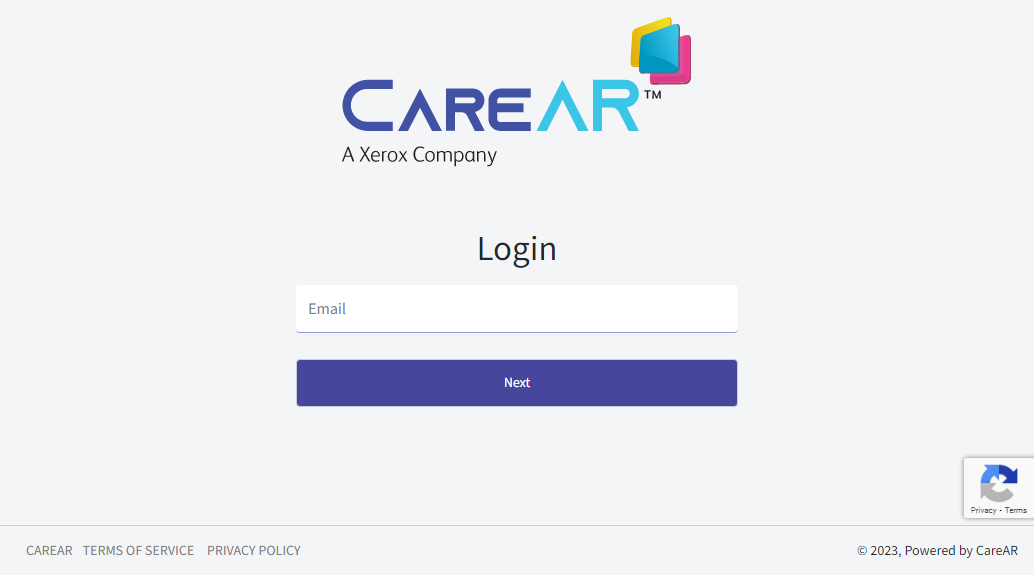 CAREAR™
A Xerox Company
Login
Email
Next
Privacy - Terms
CAREAR TERMS OF SERVICE PRIVACY POLICY © 2023, Powered by CareAR